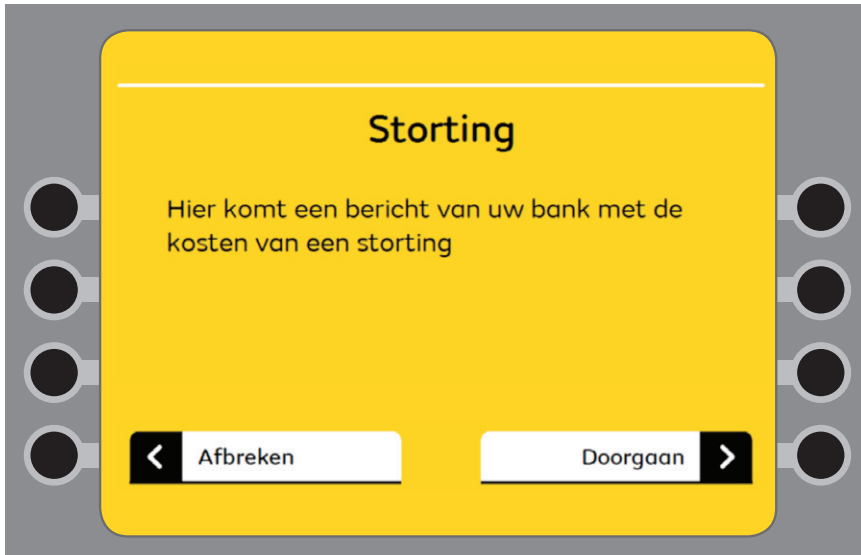 Storting
Hier komt een bericht van uw bank met de
kosten van een storting
Afbreken
Doorgaan